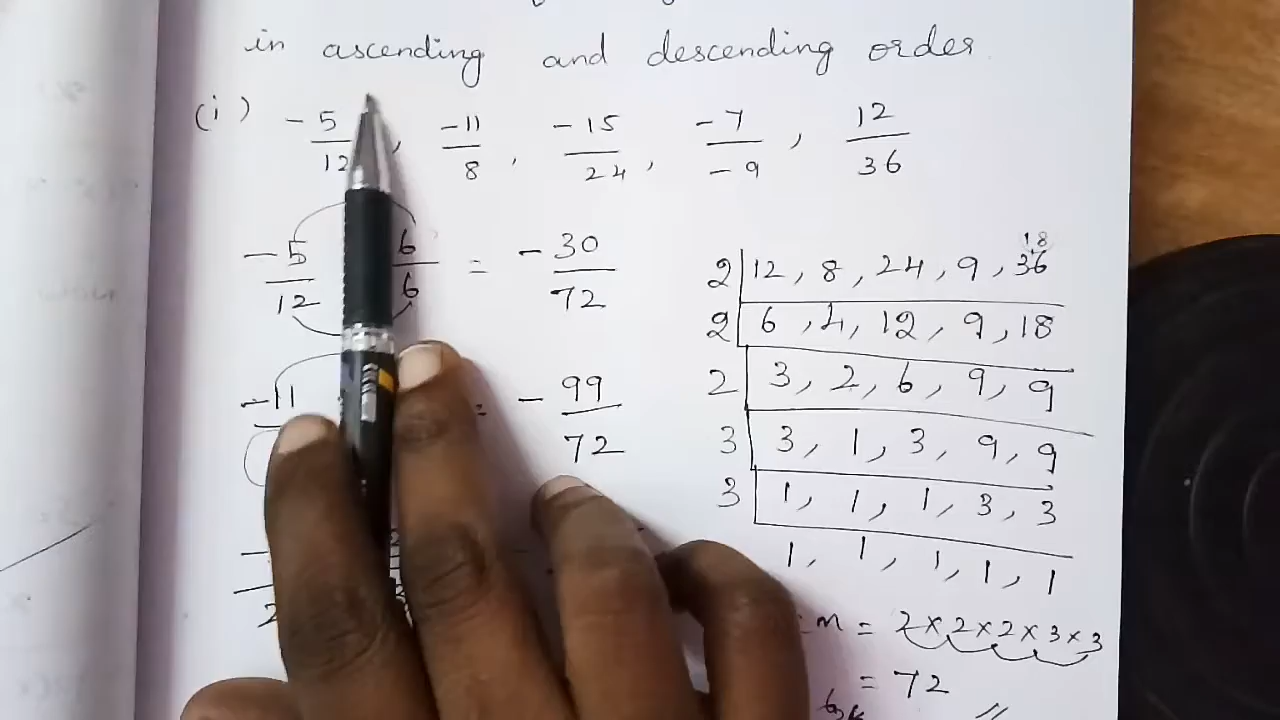 in ascending and descending order
(i) -5/12, -11/8, -15/24, -7/-9, 12/36
-5/12 6/6 = -30/72
-11 = -99/72
2
18
2 | 12, 8, 24, 9, 36
2 | 6, 4, 12, 9, 18
2 | 3, 2, 6, 9, 9
3 | 3, 1, 3, 9, 9
3 | 1, 1, 1, 3, 3
1, 1, 1, 1, 1
m = 2×2×2×3×3
= 72